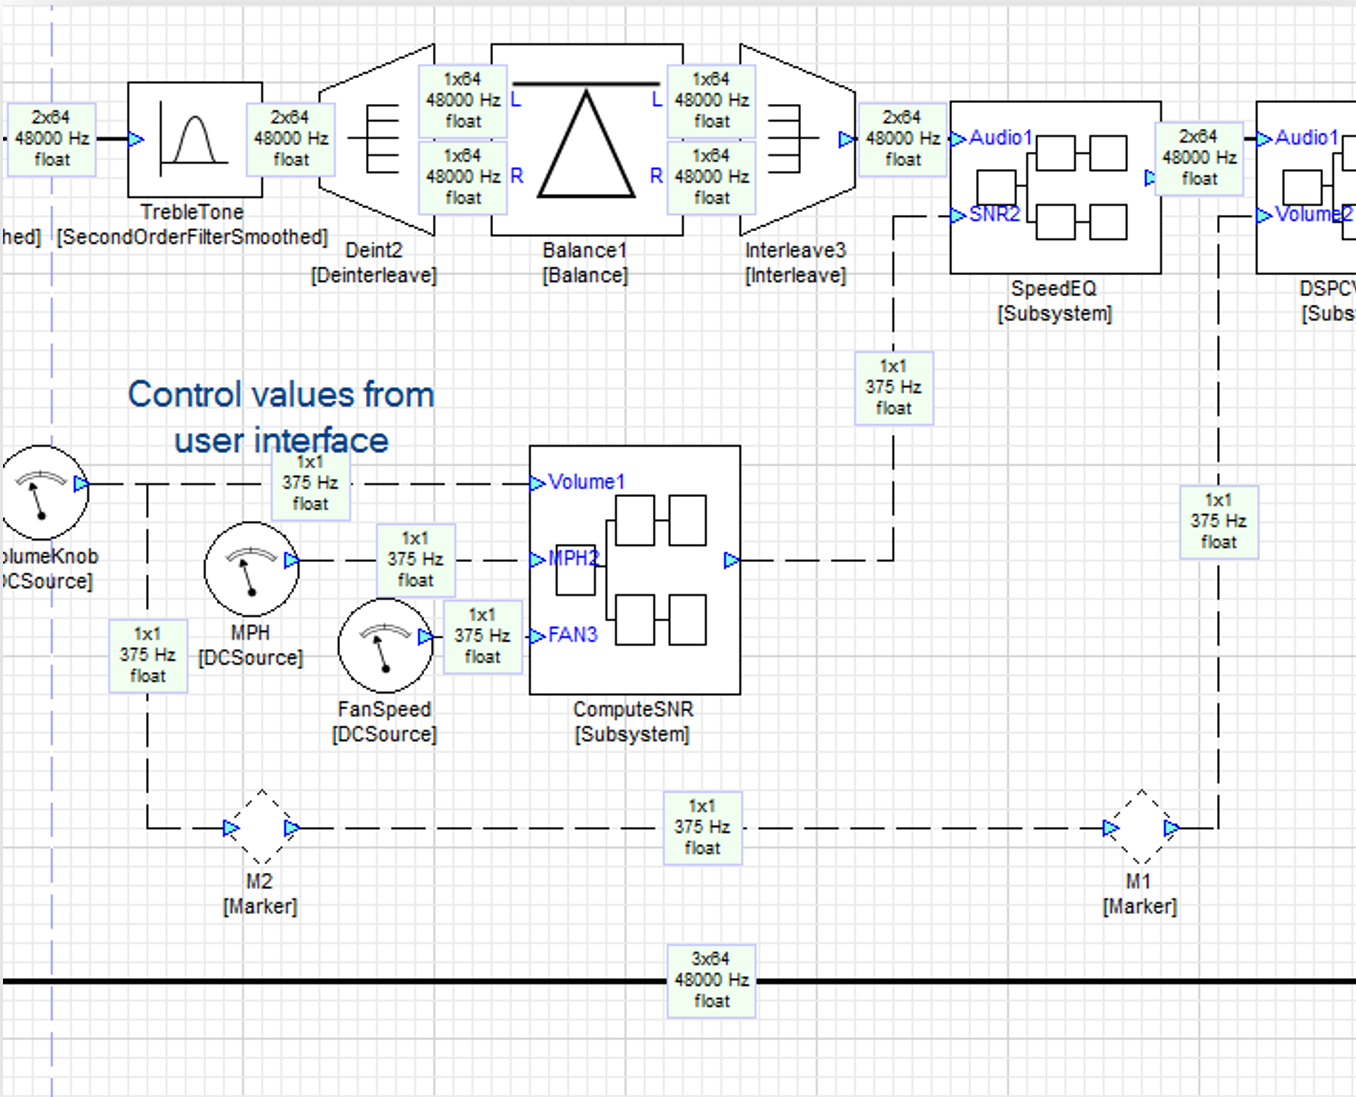 2x64
48000 Hz
float
TrebleTone
[SecondOrderFilterSmoothed]
hed]
2x64
48000 Hz
float
Deint2
[Deinterleave]
1x64
48000 Hz
float
1x64
48000 Hz
float
L
R
L
R
Balance1
[Balance]
1x64
48000 Hz
float
1x64
48000 Hz
float
Interleave3
[Interleave]
2x64
48000 Hz
float
Audio1
SNR2
SpeedEQ
[Subsystem]
2x64
48000 Hz
float
Audio1
Volume2
DSPC
[Subs
1x1
375 Hz
float
Control values from
user interface
1x1
375 Hz
float
Volume1
MPH2
FAN3
ComputeSNR
[Subsystem]
olumeKnob
DCSource]
1x1
375 Hz
float
MPH
[DCSource]
1x1
375 Hz
float
FanSpeed
[DCSource]
1x1
375 Hz
float
1x1
375 Hz
float
M2
[Marker]
1x1
375 Hz
float
M1
[Marker]
3x64
48000 Hz
float